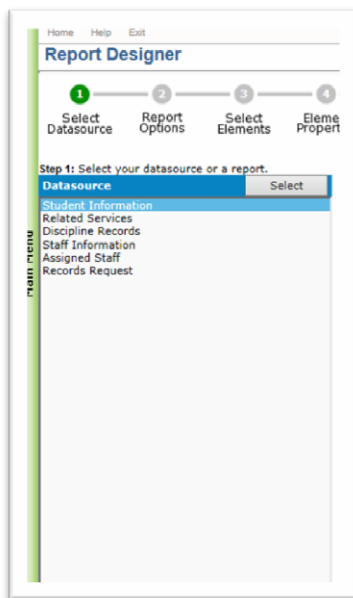 Home Help Exit
Report Designer
1 2 3 4
Select Datasource
Report Options
Select Elements
Eleme
Propert
Step 1: Select your datasource or a report.
Datasource Select
Student Information
Related Services
Discipline Records
Staff Information
Assigned Staff
Records Request
Main Menu